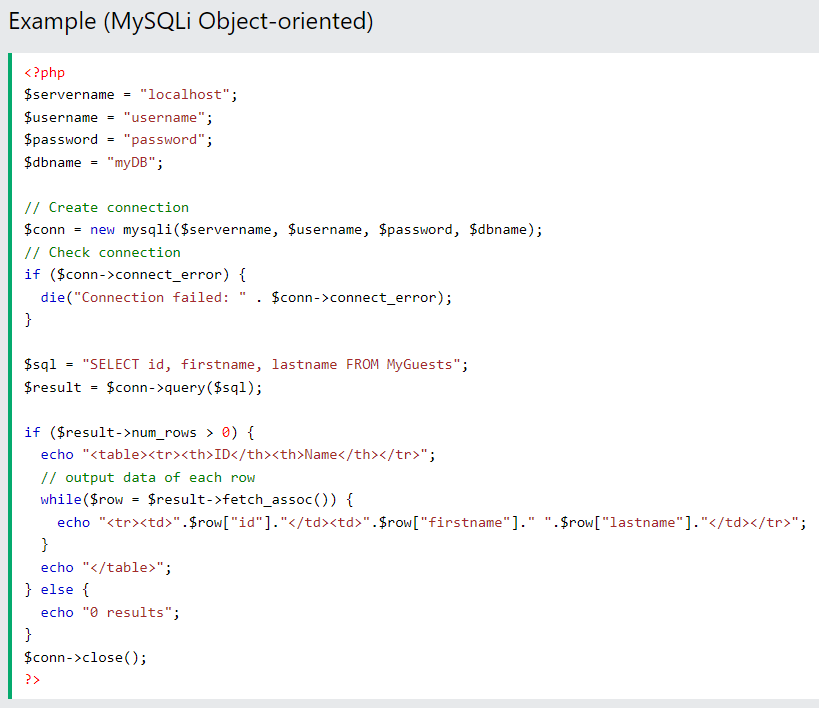 Example (MySQLi Object-oriented)
<?php
$servername = "localhost";
$username = "username";
$password = "password";
$dbname = "myDB";

// Create connection
$conn = new mysqli($servername, $username, $password, $dbname);
// Check connection
if ($conn->connect_error) {
  die("Connection failed: " . $conn->connect_error);
}

$sql = "SELECT id, firstname, lastname FROM MyGuests";
$result = $conn->query($sql);

if ($result->num_rows > 0) {
  echo "<table><tr><th>ID</th><th>Name</th></tr>";
  // output data of each row
  while($row = $result->fetch_assoc()) {
    echo "<tr><td>".$row["id"]."</td><td>".$row["firstname"]." ".$row["lastname"]."</td></tr>";
  }
  echo "</table>";
} else {
  echo "0 results";
}
$conn->close();
?>